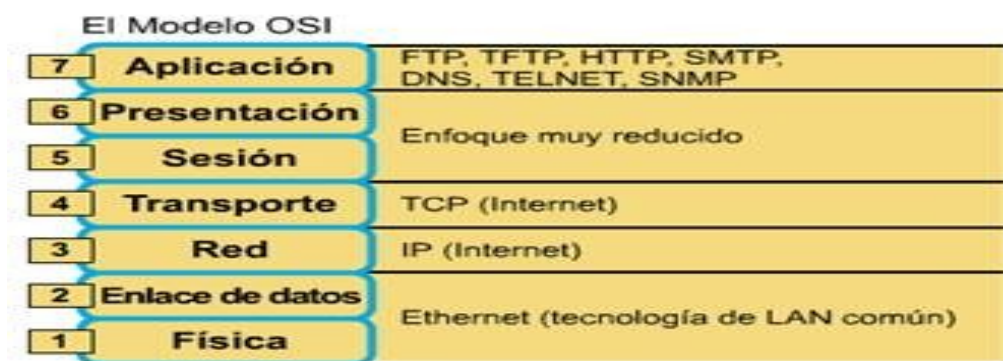 El Modelo OSI
7 Aplicación
FTP, TFTP, HTTP, SMTP,
DNS, TELNET, SNMP
6 Presentación
5 Sesión
Enfoque muy reducido
4 Transporte
TCP (Internet)
3 Red
IP (Internet)
2 Enlace de datos
1 Física
Ethernet (tecnología de LAN común)